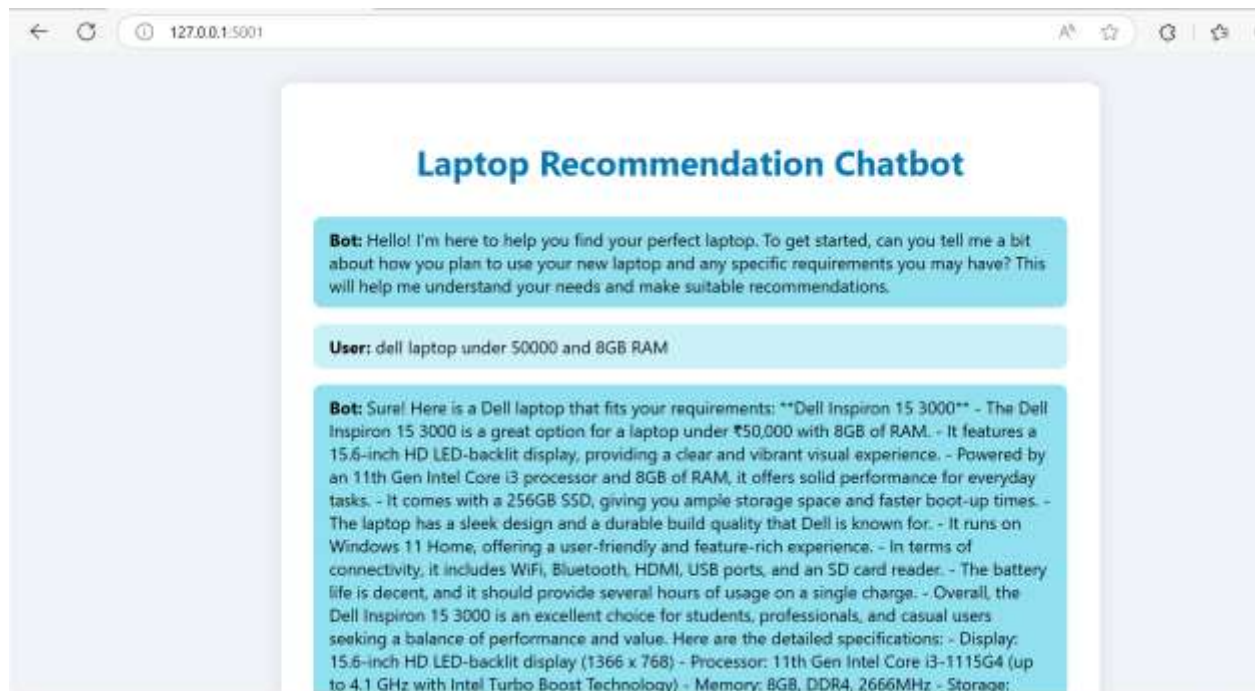 127.0.0.1:5001
Laptop Recommendation Chatbot
Bot: Hello! I'm here to help you find your perfect laptop. To get started, can you tell me a bit
about how you plan to use your new laptop and any specific requirements you may have? This
will help me understand your needs and make suitable recommendations.
User: dell laptop under 50000 and 8GB RAM
Bot: Sure! Here is a Dell laptop that fits your requirements: **Dell Inspiron 15 3000** - The Dell
Inspiron 15 3000 is a great option for a laptop under ₹50,000 with 8GB of RAM. - It features a
15.6-inch HD LED-backlit display, providing a clear and vibrant visual experience. - Powered by
an 11th Gen Intel Core i3 processor and 8GB of RAM, it offers solid performance for everyday
tasks. - It comes with a 256GB SSD, giving you ample storage space and faster boot-up times. -
The laptop has a sleek design and a durable build quality that Dell is known for. - It runs on
Windows 11 Home, offering a user-friendly and feature-rich experience. - In terms of
connectivity, it includes WiFi, Bluetooth, HDMI, USB ports, and an SD card reader. - The battery
life is decent, and it should provide several hours of usage on a single charge. - Overall, the
Dell Inspiron 15 3000 is an excellent choice for students, professionals, and casual users
seeking a balance of performance and value. Here are the detailed specifications: - Display:
15.6-inch HD LED-backlit display (1366 x 768) - Processor: 11th Gen Intel Core i3-1115G4 (up
to 4.1 GHz with Intel Turbo Boost Technology) - Memory: 8GB, DDR4, 2666MHz - Storage: